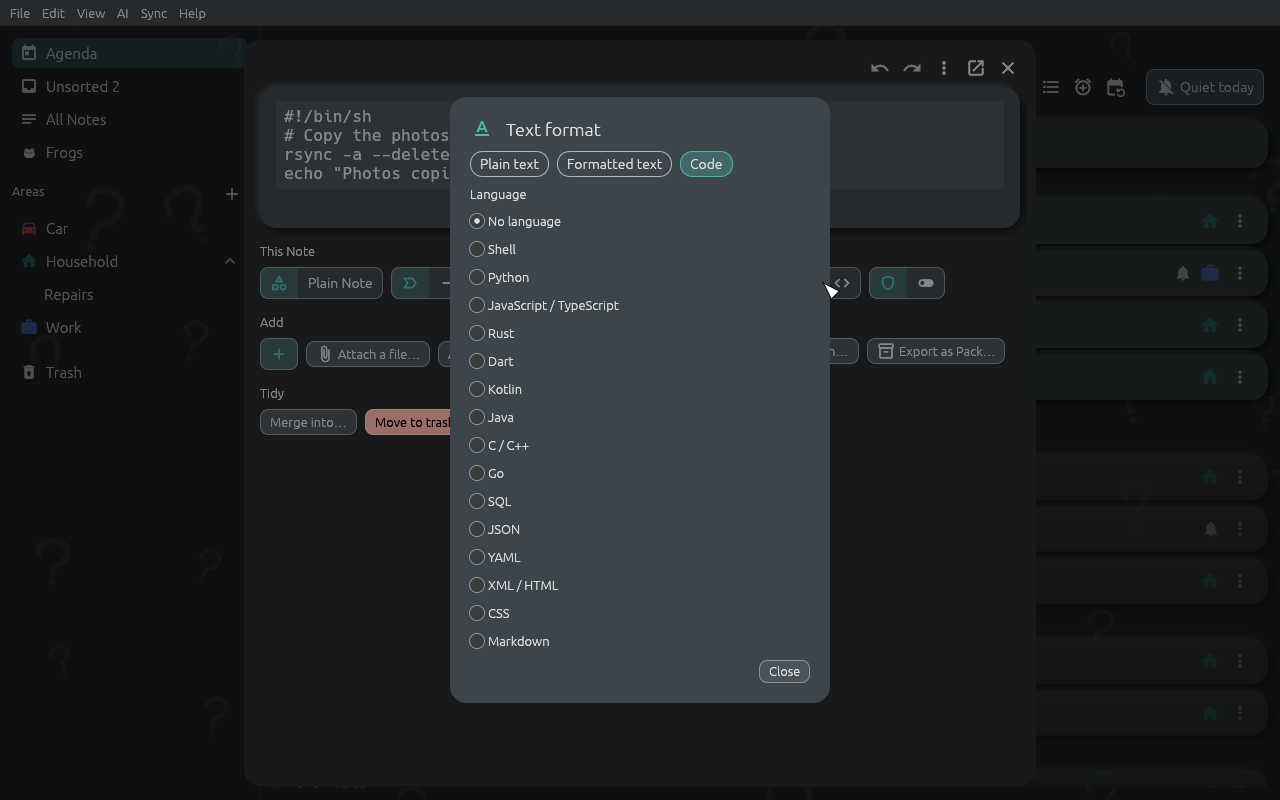 File Edit View AI Sync Help
Agenda
Unsorted 2
All Notes
Frogs
Areas
Car
Household
Repairs
Work
Trash
Quiet today
#!/bin/sh
# Copy the photos
rsync -a --delete
echo "Photos copi
This Note
Plain Note
Add
Attach a file...
Export as Pack...
Tidy
Merge into...
Move to trash
Text format
Plain text Formatted text Code
Language
No language
Shell
Python
JavaScript / TypeScript
Rust
Dart
Kotlin
Java
C / C++
Go
SQL
JSON
YAML
XML / HTML
CSS
Markdown
Close